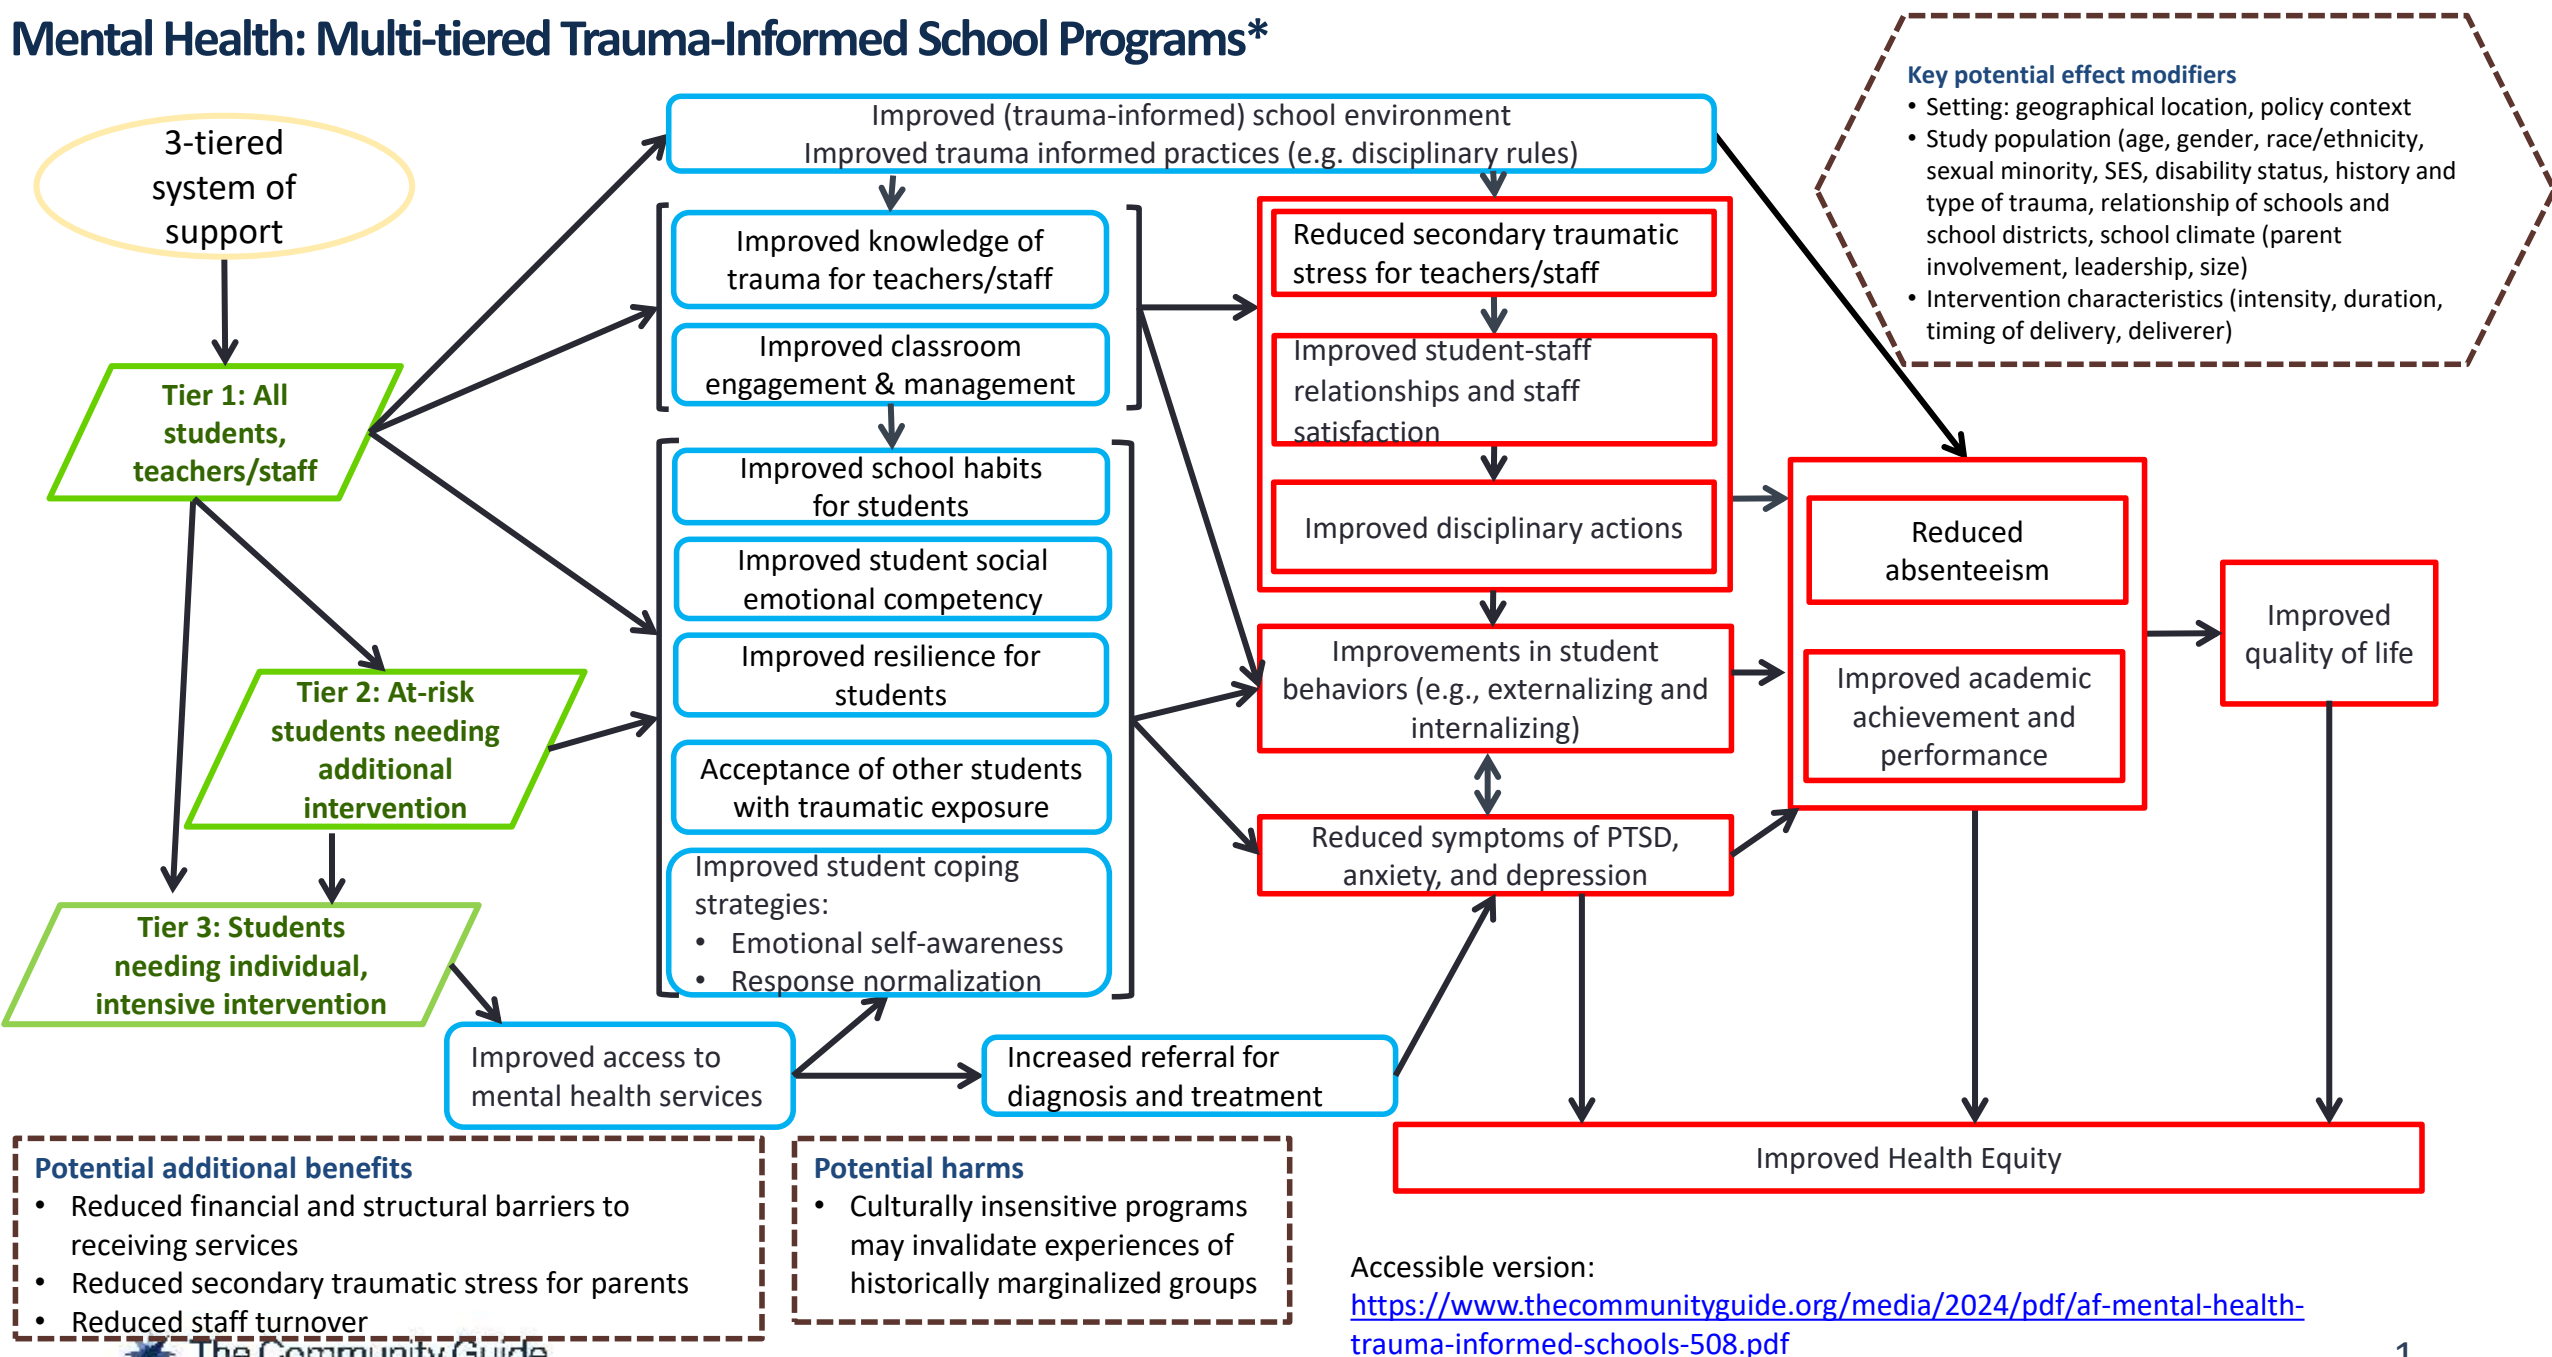 Mental Health: Multi-tiered Trauma-Informed School Programs*
3-tiered
system of
support
Tier 1: All
students,
teachers/staff
Tier 2: At-risk
students needing
additional
intervention
Tier 3: Students
needing individual,
intensive intervention
Improved (trauma-informed) school environment
Improved trauma informed practices (e.g. disciplinary rules)
Improved knowledge of
trauma for teachers/staff
Improved classroom
engagement & management
Improved school habits
for students
Improved student social
emotional competency
Improved resilience for
students
Acceptance of other students
with traumatic exposure
Improved student coping
strategies:
• Emotional self-awareness
• Response normalization
Improved access to
mental health services
Increased referral for
diagnosis and treatment
Reduced secondary traumatic
stress for teachers/staff
Improved student-staff
relationships and staff
satisfaction
Improved disciplinary actions
Improvements in student
behaviors (e.g., externalizing and
internalizing)
Reduced symptoms of PTSD,
anxiety, and depression
Reduced
absenteeism
Improved academic
achievement and
performance
Improved
quality of life
Improved Health Equity
Key potential effect modifiers
• Setting: geographical location, policy context
• Study population (age, gender, race/ethnicity,
sexual minority, SES, disability status, history and
type of trauma, relationship of schools and
school districts, school climate (parent
involvement, leadership, size)
• Intervention characteristics (intensity, duration,
timing of delivery, deliverer)
Potential additional benefits
• Reduced financial and structural barriers to
receiving services
• Reduced secondary traumatic stress for parents
• Reduced staff turnover
Potential harms
• Culturally insensitive programs
may invalidate experiences of
historically marginalized groups
Accessible version:
https://www.thecommunityguide.org/media/2024/pdf/af-mental-health-
trauma-informed-schools-508.pdf
The Community Guide
1